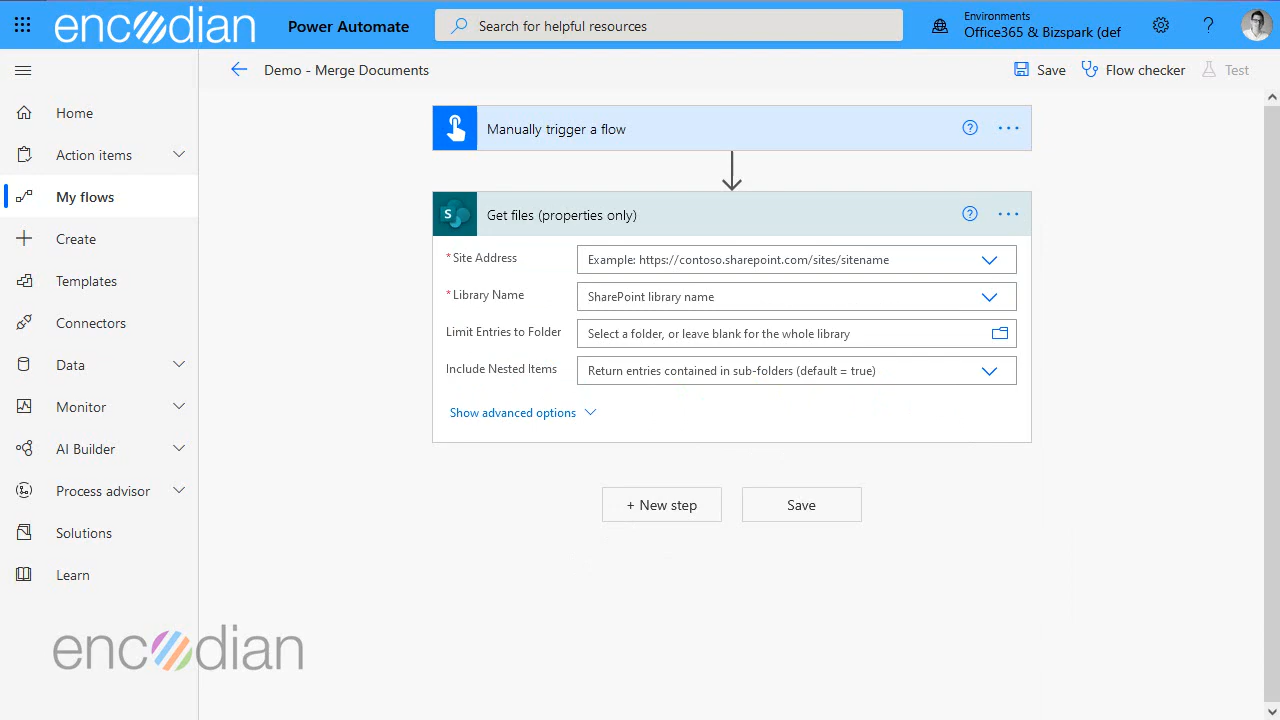 encodian
Power Automate
Search for helpful resources
Environments
Office365 & Bizspark (def
?
Demo - Merge Documents
Save
Flow checker
Test
Home
Action items
My flows
Create
Templates
Connectors
Data
Monitor
AI Builder
Process advisor
Solutions
Learn
Manually trigger a flow
?
S
Get files (properties only)
?
* Site Address
Example: https://contoso.sharepoint.com/sites/sitename
* Library Name
SharePoint library name
Limit Entries to Folder
Select a folder, or leave blank for the whole library
Include Nested Items
Return entries contained in sub-folders (default = true)
Show advanced options
+ New step
Save
encodian